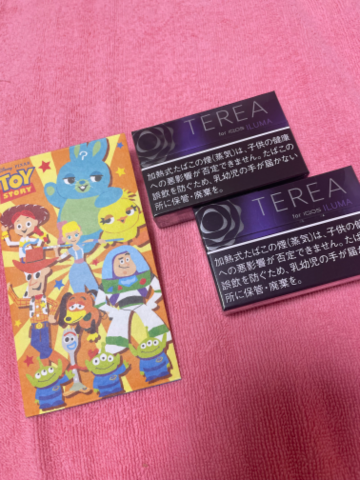 Disney PIXAR
TOY
STORY
TEREA
for IQOS ILUMA
加熱式たばこの煙(蒸気)は、子供の健康
への悪影響が否定できません。たばこの
誤飲を防ぐため、乳幼児の手が届かない
所に保管・廃棄を。
TEREA
for IQOS ILUMA
加熱式たばこの煙(蒸気)は、子供の健康
への悪影響が否定できません。たばこの
誤飲を防ぐため、乳幼児の手が届かない
所に保管・廃棄を。